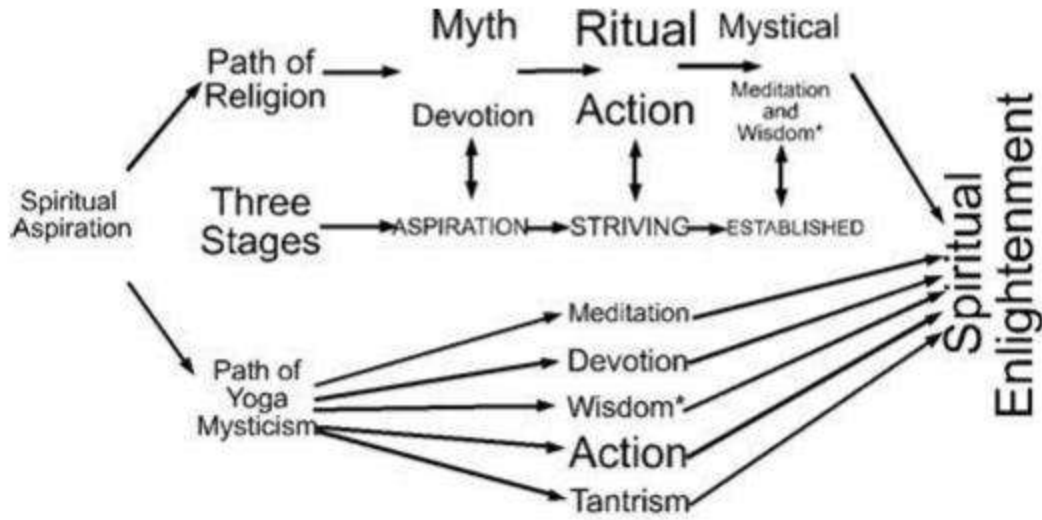 Myth
Ritual
Mystical
Path of
Religion
Devotion
Action
Meditation
and
Wisdom*
Spiritual
Aspiration
Three
Stages
ASPIRATION
STRIVING
ESTABLISHED
Path of
Yoga
Mysticism
Meditation
Devotion
Wisdom*
Action
Tantrism
Spiritual
Enlightenment